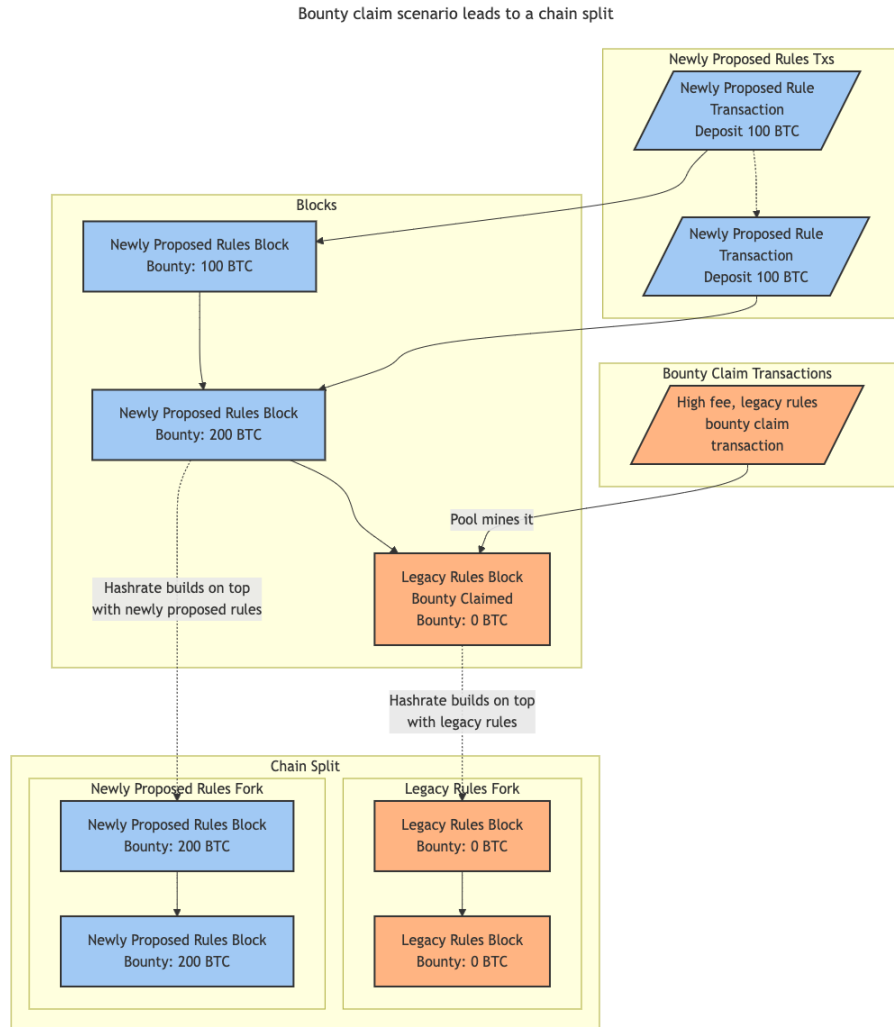 Bounty claim scenario leads to a chain split
Newly Proposed Rules Txs
Newly Proposed Rule
Transaction
Deposit 100 BTC
Newly Proposed Rule
Transaction
Deposit 100 BTC
Blocks
Newly Proposed Rules Block
Bounty: 100 BTC
Newly Proposed Rules Block
Bounty: 200 BTC
Bounty Claim Transactions
High fee, legacy rules
bounty claim
transaction
Pool mines it
Legacy Rules Block
Bounty Claimed
Bounty: 0 BTC
Hashrate builds on top
with newly proposed rules
Hashrate builds on top
with legacy rules
Chain Split
Newly Proposed Rules Fork
Newly Proposed Rules Block
Bounty: 200 BTC
Newly Proposed Rules Block
Bounty: 200 BTC
Legacy Rules Fork
Legacy Rules Block
Bounty: 0 BTC
Legacy Rules Block
Bounty: 0 BTC